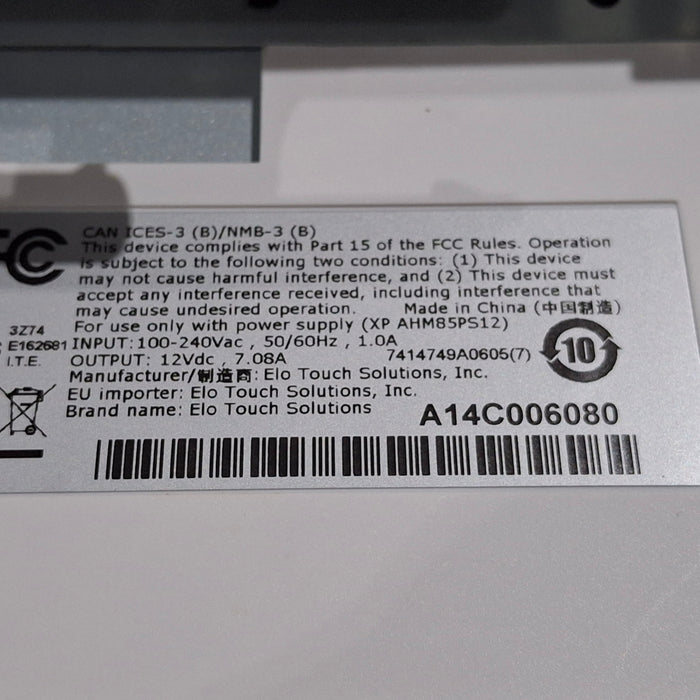 FC
CAN ICES-3 (B)/NMB-3 (B)
This device complies with Part 15 of the FCC Rules. Operation
is subject to the following two conditions: (1) This device
may not cause harmful interference, and (2) This device must
accept any interference received, including interference that
may cause undesired operation. Made in China (中国制造)
For use only with power supply (XP AHM85PS12)
3Z74
E162681
I.T.E.
INPUT: 100-240Vac , 50/60Hz , 1.0A
OUTPUT: 12Vdc , 7.08A 7414749A0605(7)
10
Manufacturer/制造商: Elo Touch Solutions, Inc.
EU importer: Elo Touch Solutions, Inc.
Brand name: Elo Touch Solutions
A14C006080